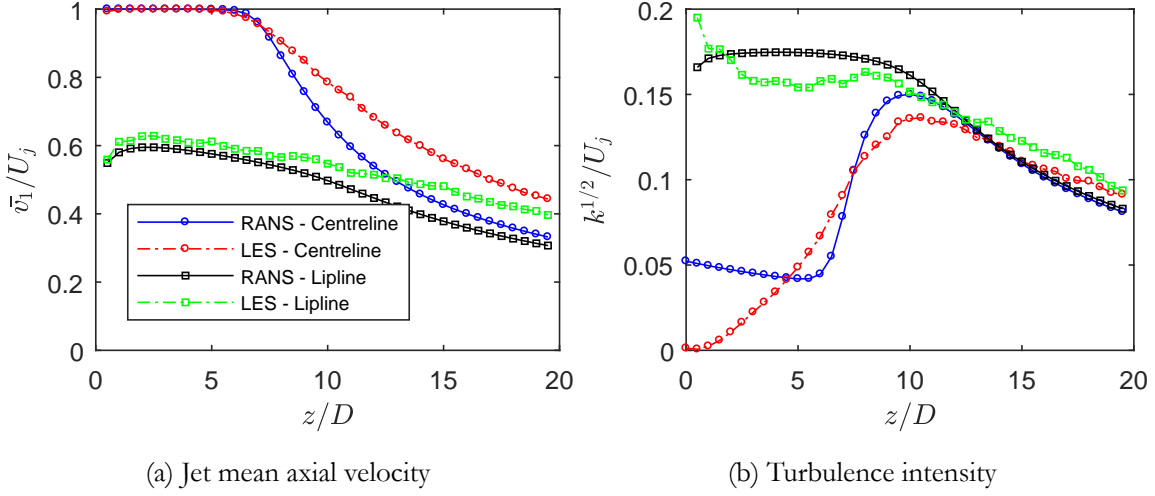 1
0.8
0.6
0.4
0.2
0
0 5 10 15 20
v̄₁/U_j
z/D
RANS - Centreline
LES - Centreline
RANS - Lipline
LES - Lipline
(a) Jet mean axial velocity
0.2
0.15
0.1
0.05
0
0 5 10 15 20
k^{1/2}/U_j
z/D
(b) Turbulence intensity